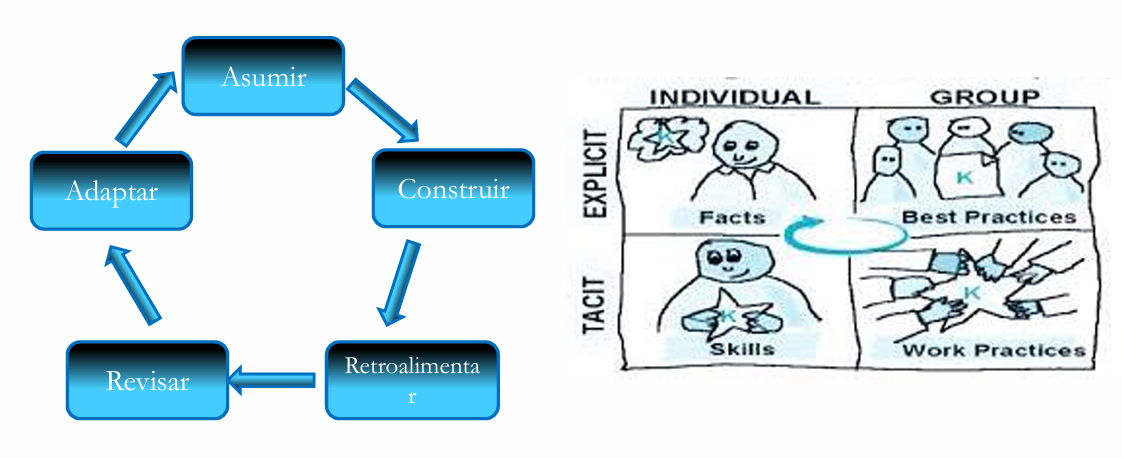 Asumir
Adaptar
Construir
Revisar
Retroalimenta
r
INDIVIDUAL
GROUP
EXPLICIT
K
Facts
K
Best Practices
TACIT
K
Skills
K
Work Practices